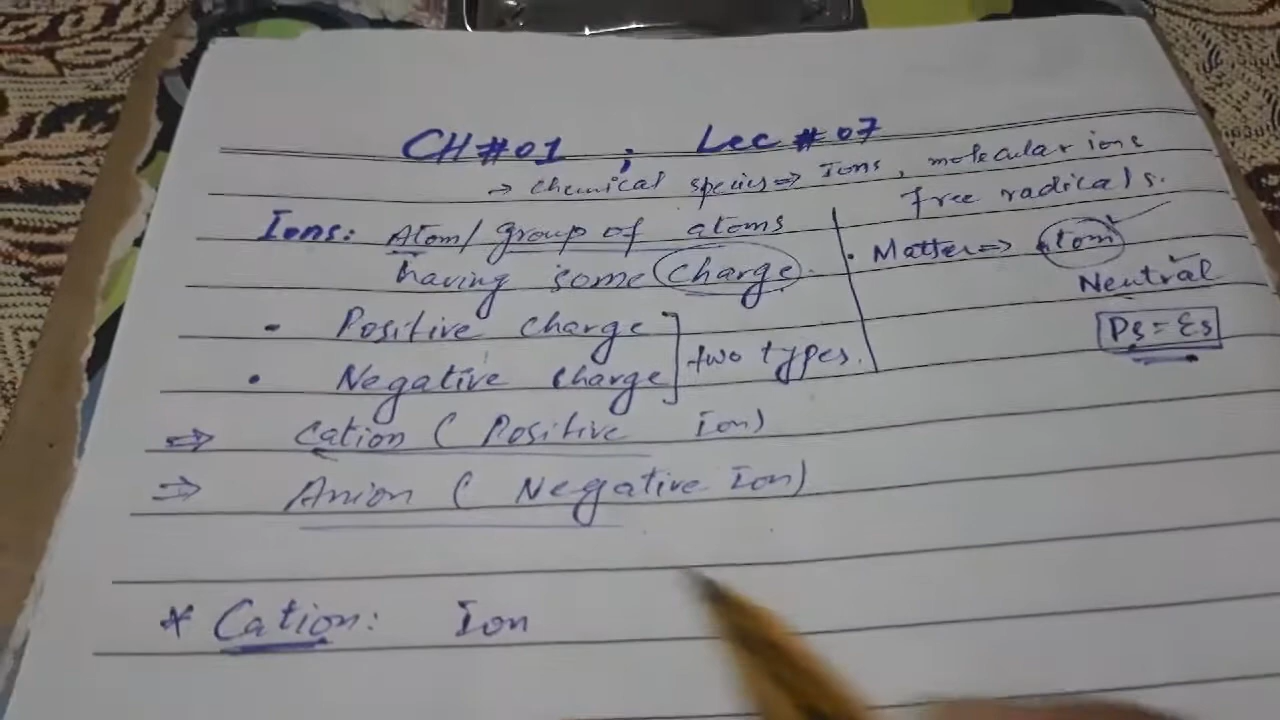 CH#01 ; Lec # 07
→ Chemical species ⇒ Ions, molecular ions
free radicals.
Ions: Atom/ group of atoms
having some charge.
• Matter ⇒ Atom
Neutral
Ps = Es
- Positive charge
• Negative charge
two types.
⇒ Cation ( Positive Ion)
⇒ Anion ( Negative Ion)
* Cation: Ion